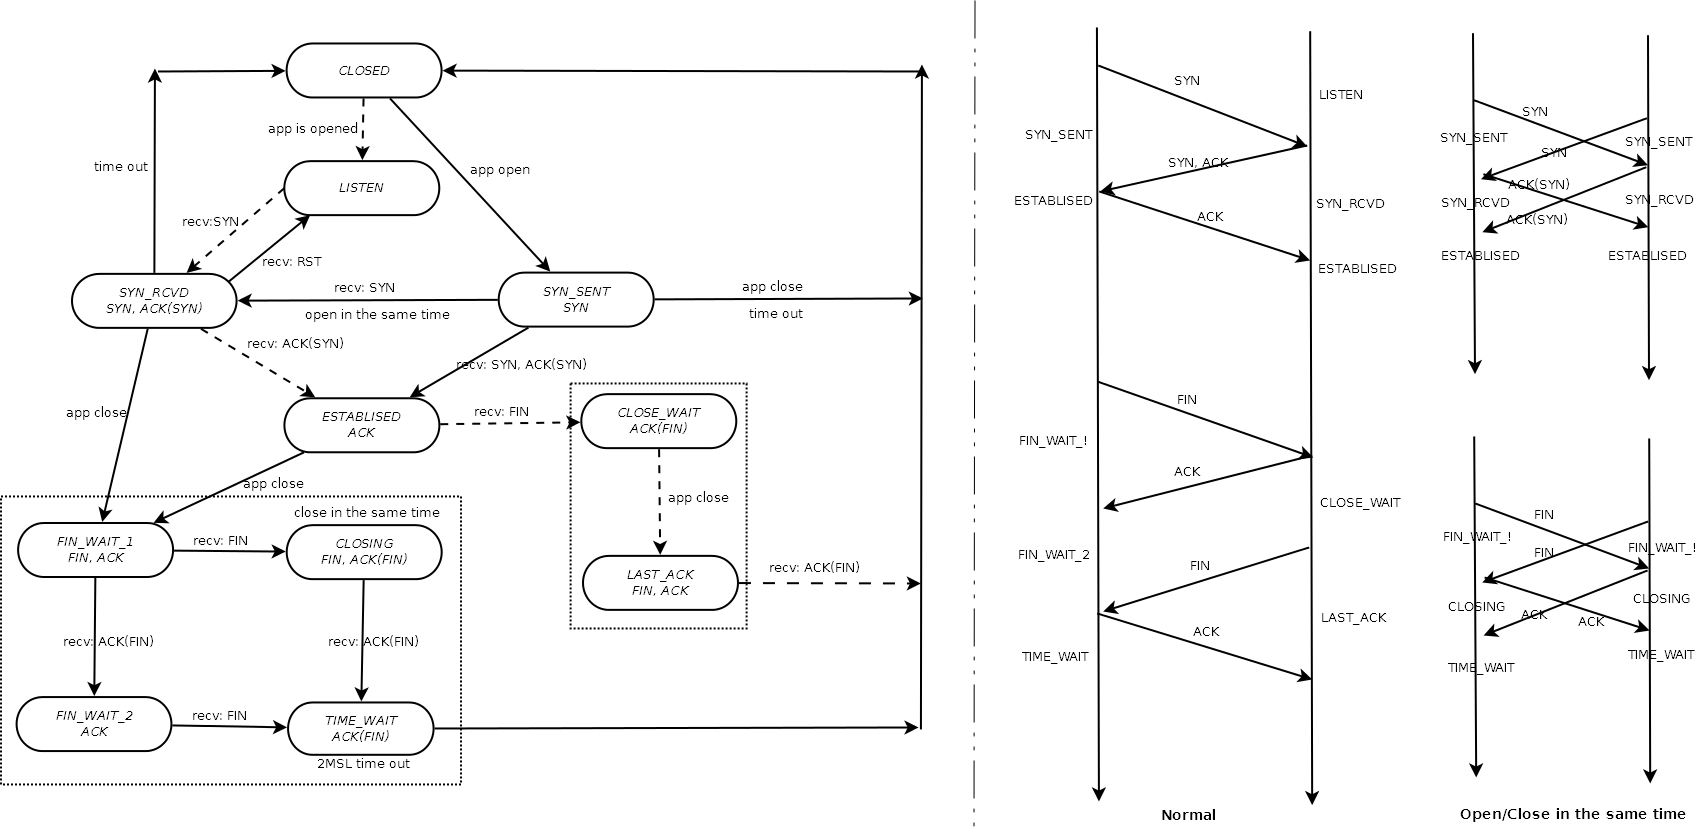 CLOSED
app is opened
time out
app open
LISTEN
recv:SYN
recv: RST
SYN_RCVD
SYN, ACK(SYN)
recv: SYN
open in the same time
SYN_SENT
SYN
app close
time out
recv: ACK(SYN)
recv: SYN, ACK(SYN)
app close
ESTABLISED
ACK
recv: FIN
CLOSE_WAIT
ACK(FIN)
app close
app close
close in the same time
FIN_WAIT_1
FIN, ACK
recv: FIN
CLOSING
FIN, ACK(FIN)
LAST_ACK
FIN, ACK
recv: ACK(FIN)
recv: ACK(FIN)
recv: ACK(FIN)
FIN_WAIT_2
ACK
recv: FIN
TIME_WAIT
ACK(FIN)
2MSL time out
SYN
LISTEN
SYN_SENT
SYN, ACK
ESTABLISED
SYN_RCVD
ACK
ESTABLISED
FIN
FIN_WAIT_!
ACK
CLOSE_WAIT
FIN_WAIT_2
FIN
LAST_ACK
ACK
TIME_WAIT
Normal
SYN
SYN_SENT
SYN_SENT
SYN
ACK(SYN)
SYN_RCVD
SYN_RCVD
ACK(SYN)
ESTABLISED
ESTABLISED
FIN
FIN_WAIT_!
FIN_WAIT_!
FIN
CLOSING
CLOSING
ACK
ACK
TIME_WAIT
TIME_WAIT
Open/Close in the same time